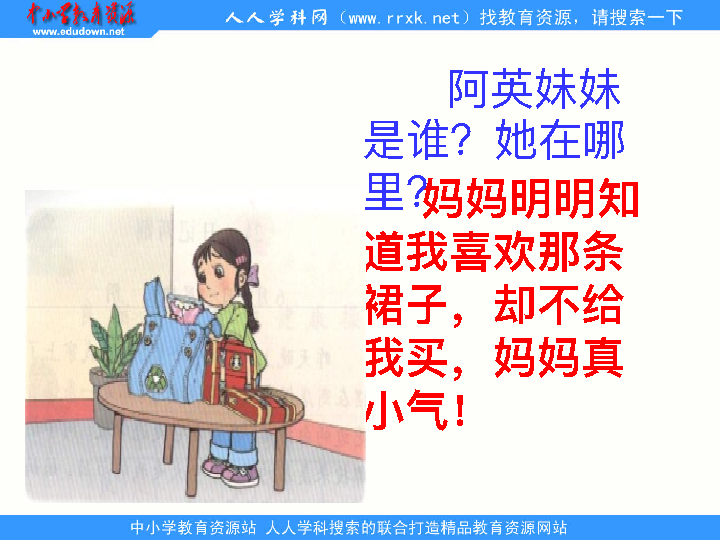 中小学教育资源
www.edudown.net
人人学科网（www.rrxk.net）找教育资源，请搜索一下
阿英妹妹
是谁？她在哪
里？
妈妈明明知
道我喜欢那条
裙子，却不给
我买，妈妈真
小气！
中小学教育资源站 人人学科搜索的联合打造精品教育资源网站